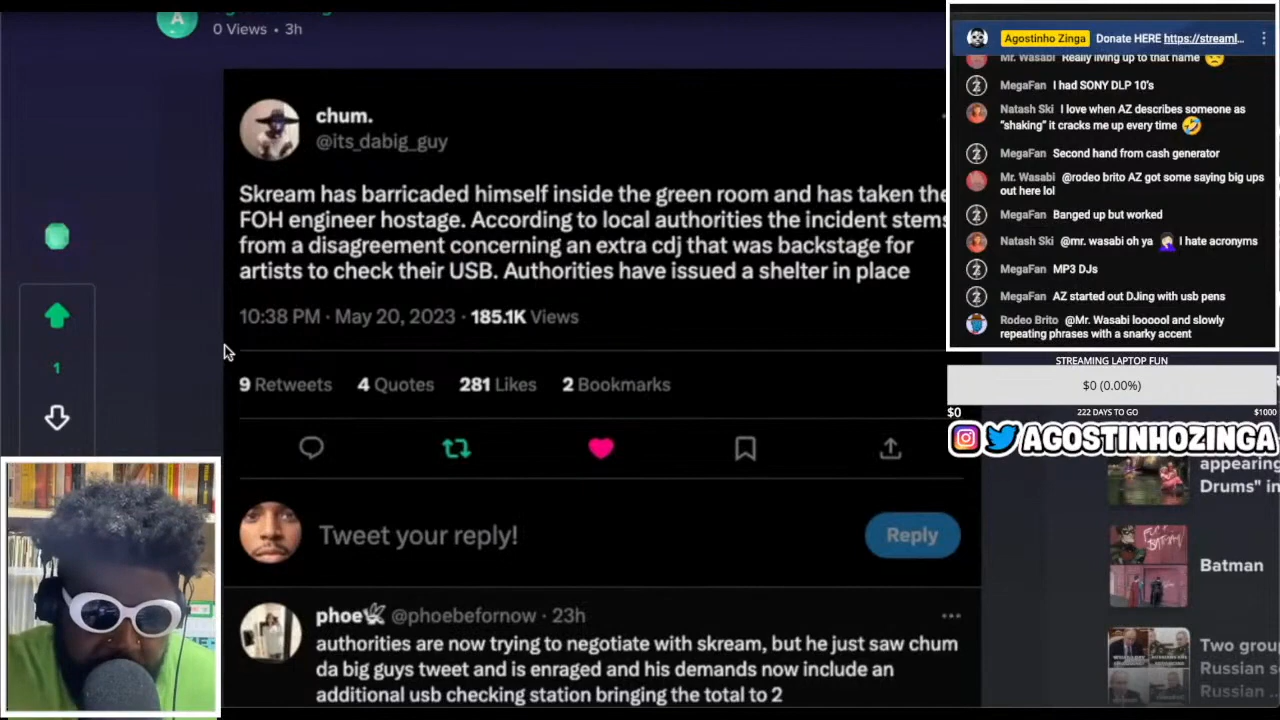 A
0 Views • 3h
chum.
@its_dabig_guy
Skream has barricaded himself inside the green room and has taken the
FOH engineer hostage. According to local authorities the incident stems
from a disagreement concerning an extra cdj that was backstage for
artists to check their USB. Authorities have issued a shelter in place
10:38 PM · May 20, 2023 · 185.1K Views
9 Retweets 4 Quotes 281 Likes 2 Bookmarks
1
Tweet your reply!
Reply
phoe @phoebefornow · 23h
authorities are now trying to negotiate with skream, but he just saw chum
da big guys tweet and is enraged and his demands now include an
additional usb checking station bringing the total to 2
Agostinho Zinga Donate HERE https://streaml...
Mr. Wasabi Really living up to that name
MegaFan I had SONY DLP 10's
Natash Ski I love when AZ describes someone as
"shaking" it cracks me up every time
MegaFan Second hand from cash generator
Mr. Wasabi @rodeo brito AZ got some saying big ups
out here lol
MegaFan Banged up but worked
Natash Ski @mr. wasabi oh ya I hate acronyms
MegaFan MP3 DJs
MegaFan AZ started out DJing with usb pens
Rodeo Brito @Mr. Wasabi loooool and slowly
repeating phrases with a snarky accent
STREAMING LAPTOP FUN
$0 (0.00%)
$0 222 DAYS TO GO $1000
AGOSTINHOZINGA
appearing
Drums" in
Batman
Two group
Russian s
Russian ...